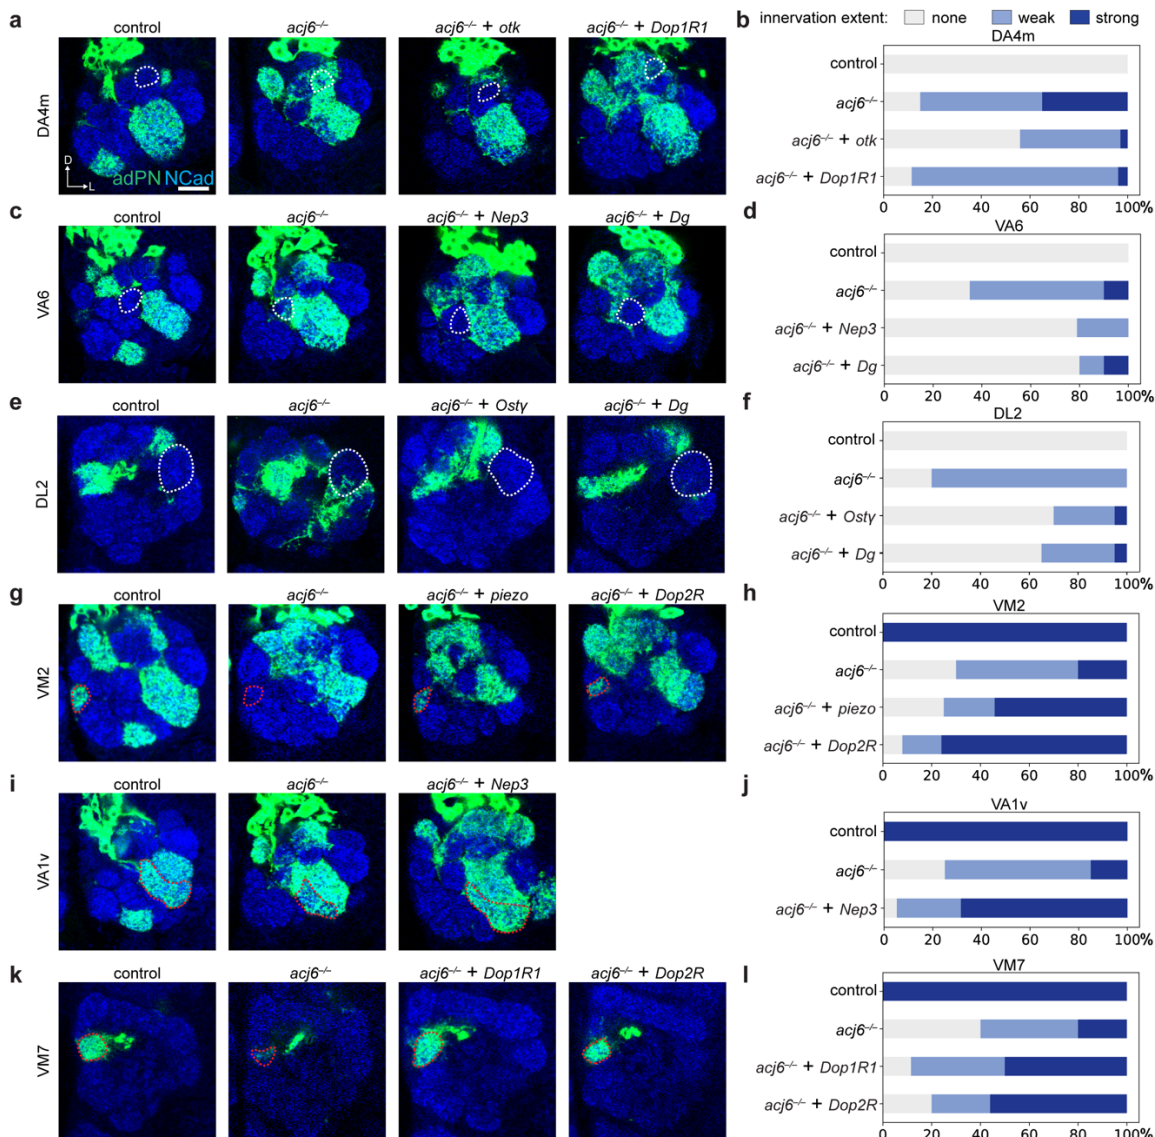 a control acj6–/– acj6–/– + otk acj6–/– + Dop1R1
DA4m
D
L
adPN NCad
b innervation extent: none weak strong
DA4m
control
acj6–/–
acj6–/– + otk
acj6–/– + Dop1R1
0 20 40 60 80 100%
c control acj6–/– acj6–/– + Nep3 acj6–/– + Dg
VA6
d
VA6
control
acj6–/–
acj6–/– + Nep3
acj6–/– + Dg
0 20 40 60 80 100%
e control acj6–/– acj6–/– + Ostγ acj6–/– + Dg
DL2
f
DL2
control
acj6–/–
acj6–/– + Ostγ
acj6–/– + Dg
0 20 40 60 80 100%
g control acj6–/– acj6–/– + piezo acj6–/– + Dop2R
VM2
h
VM2
control
acj6–/–
acj6–/– + piezo
acj6–/– + Dop2R
0 20 40 60 80 100%
i control acj6–/– acj6–/– + Nep3
VA1v
j
VA1v
control
acj6–/–
acj6–/– + Nep3
0 20 40 60 80 100%
k control acj6–/– acj6–/– + Dop1R1 acj6–/– + Dop2R
VM7
l
VM7
control
acj6–/–
acj6–/– + Dop1R1
acj6–/– + Dop2R
0 20 40 60 80 100%